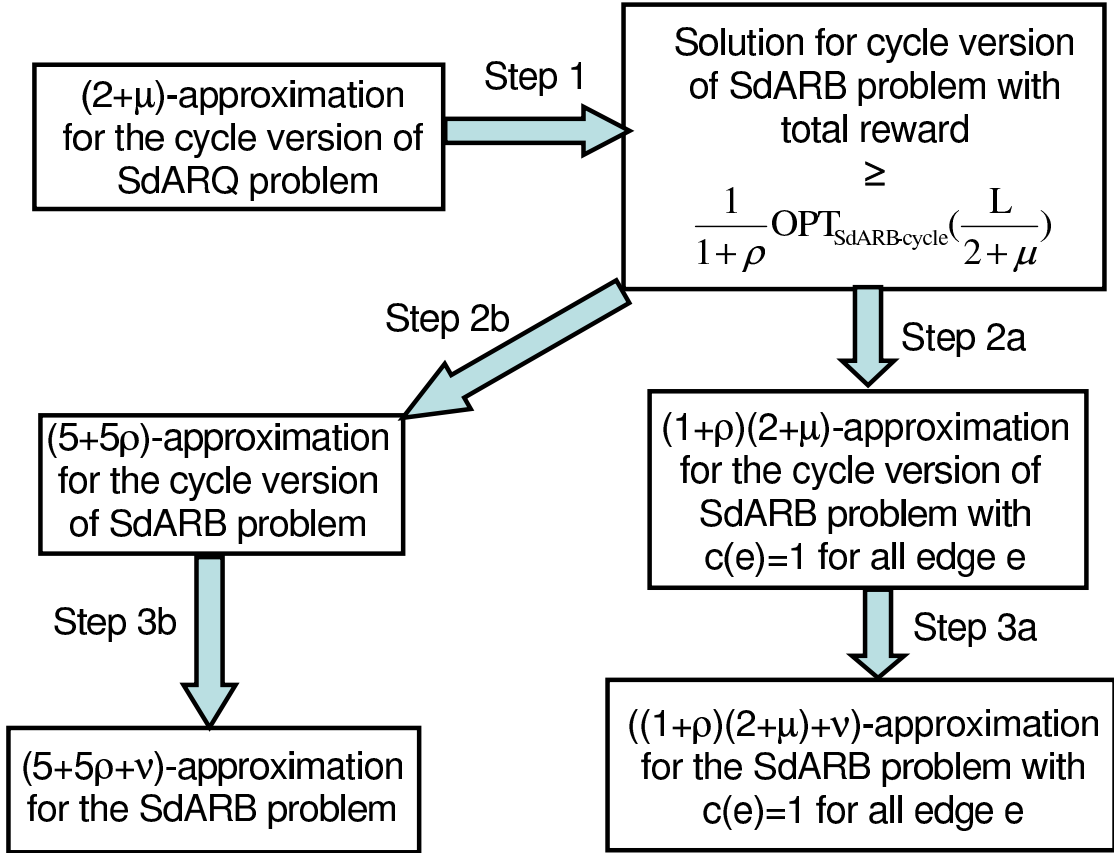 (2+μ)-approximation
for the cycle version of
SdARQ problem
Step 1
Solution for cycle version
of SdARB problem with
total reward
≥
1/(1+ρ) OPT_SdARB-cycle(L/(2+μ))
Step 2b
Step 2a
(5+5ρ)-approximation
for the cycle version
of SdARB problem
(1+ρ)(2+μ)-approximation
for the cycle version of
SdARB problem with
c(e)=1 for all edge e
Step 3b
Step 3a
(5+5ρ+ν)-approximation
for the SdARB problem
((1+ρ)(2+μ)+ν)-approximation
for the SdARB problem with
c(e)=1 for all edge e